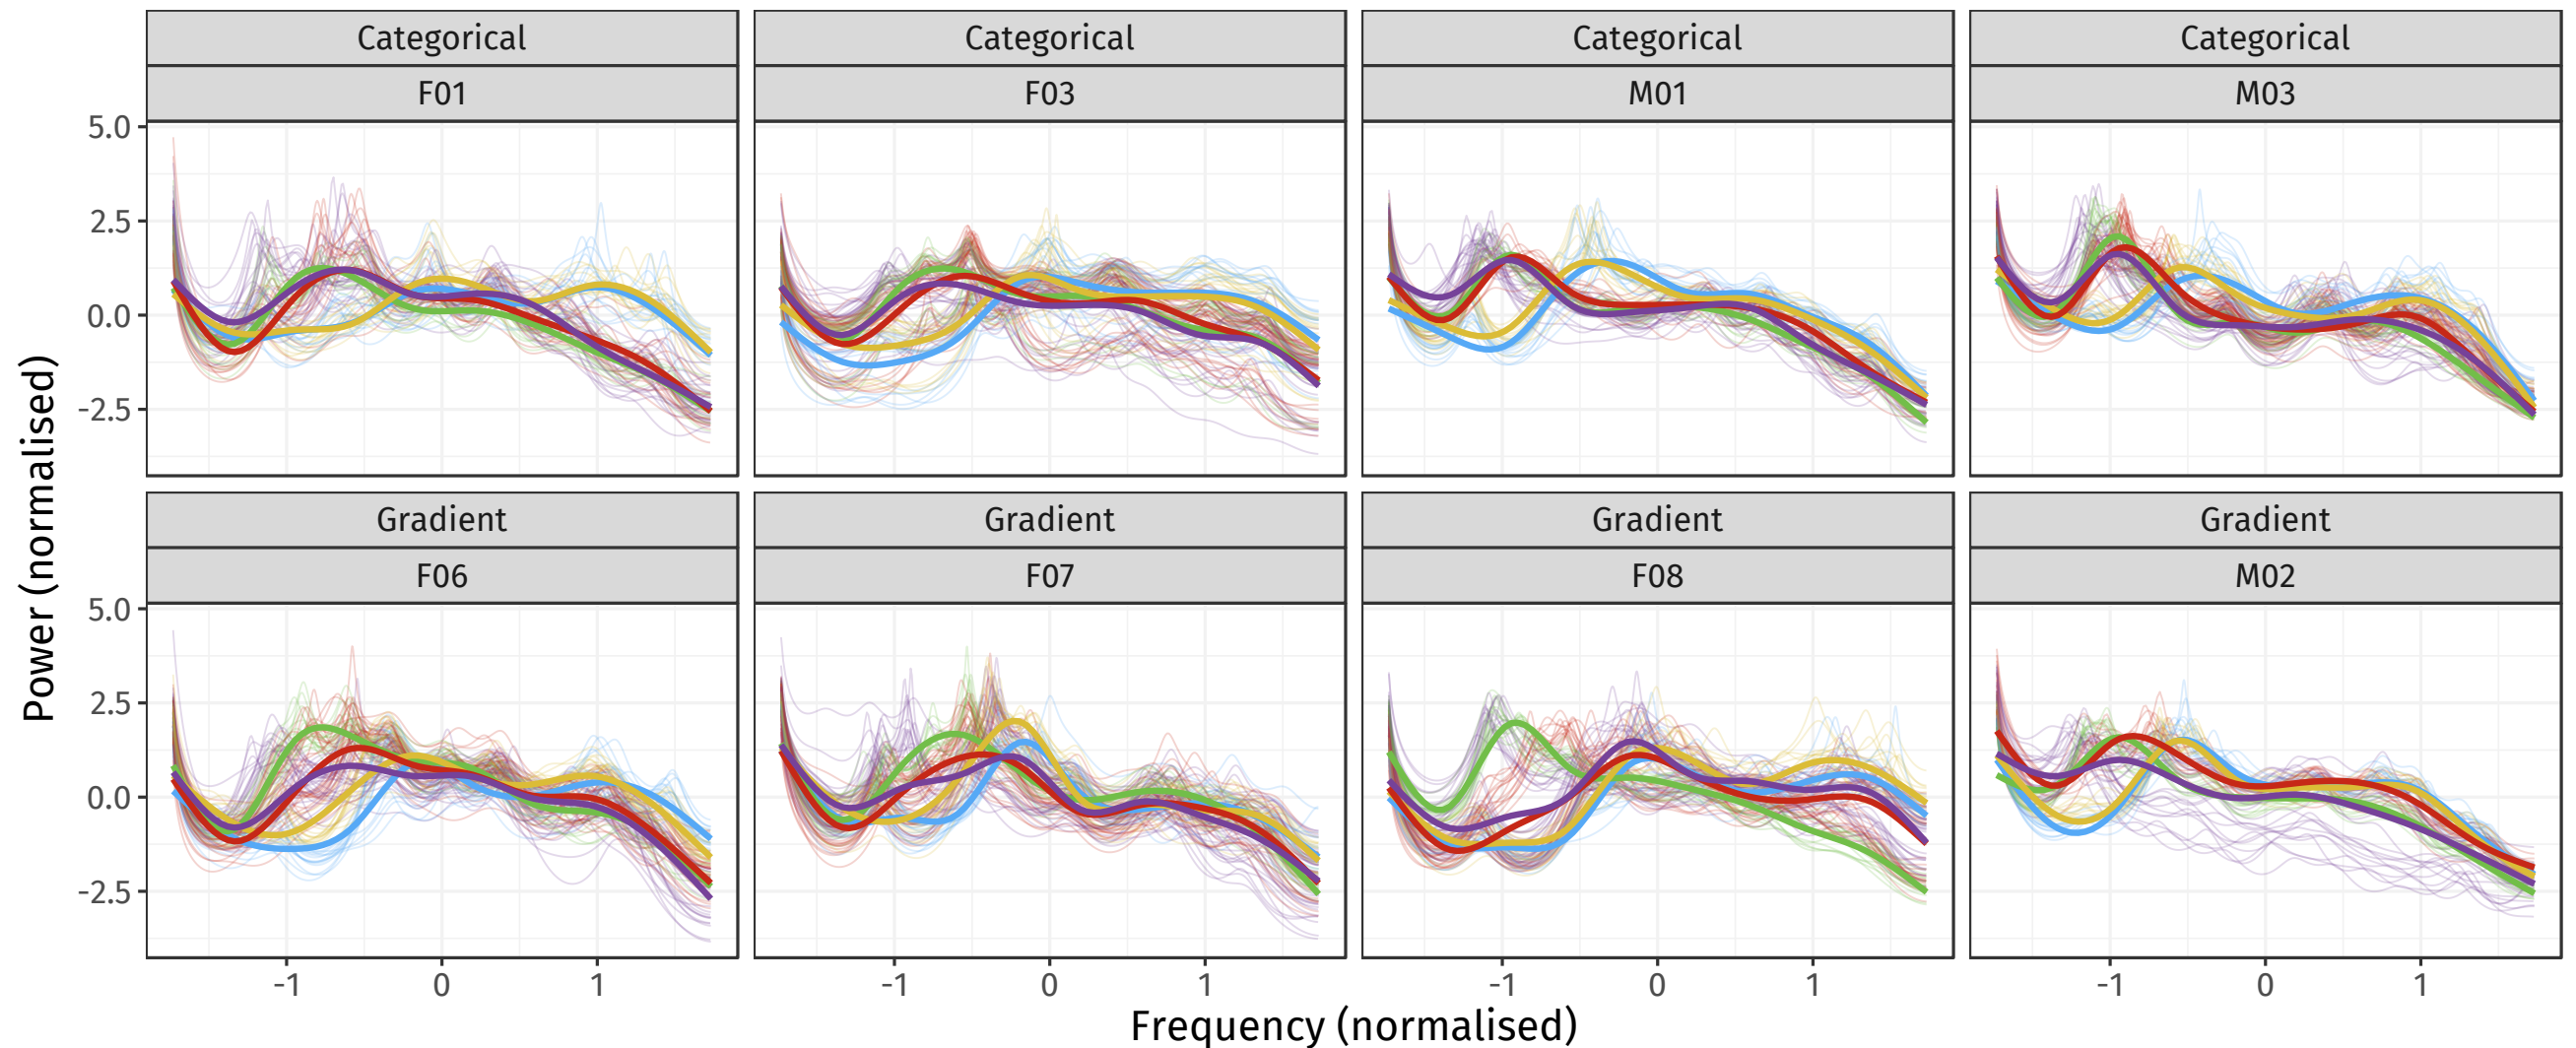 Categorical Categorical Categorical Categorical
F01 F03 M01 M03
5.0
2.5
0.0
-2.5
Gradient Gradient Gradient Gradient
F06 F07 F08 M02
5.0
2.5
0.0
-2.5
-1 0 1 -1 0 1 -1 0 1 -1 0 1
Frequency (normalised)
Power (normalised)